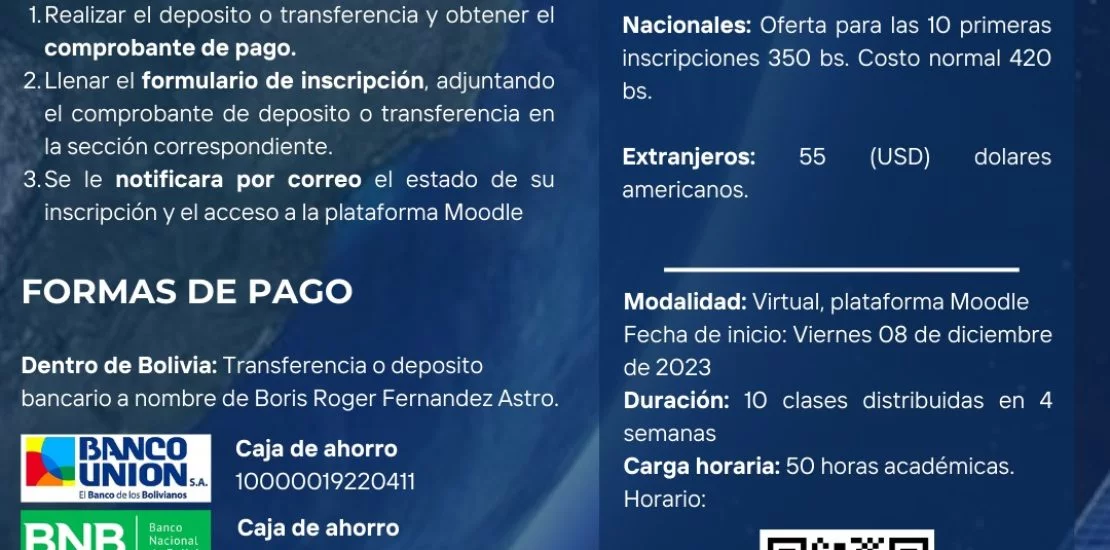 1. Realizar el deposito o transferencia y obtener el
comprobante de pago.
2. Llenar el formulario de inscripción, adjuntando
el comprobante de deposito o transferencia en
la sección correspondiente.
3. Se le notificara por correo el estado de su
inscripción y el acceso a la plataforma Moodle
FORMAS DE PAGO
Dentro de Bolivia: Transferencia o deposito
bancario a nombre de Boris Roger Fernandez Astro.
BANCO
UNION S.A.
El Banco de los Bolivianos
Caja de ahorro
10000019220411
BNB
Banco
Nacional
Caja de ahorro
Nacionales: Oferta para las 10 primeras
inscripciones 350 bs. Costo normal 420
bs.
Extranjeros: 55 (USD) dolares
americanos.
Modalidad: Virtual, plataforma Moodle
Fecha de inicio: Viernes 08 de diciembre
de 2023
Duración: 10 clases distribuidas en 4
semanas
Carga horaria: 50 horas académicas.
Horario: